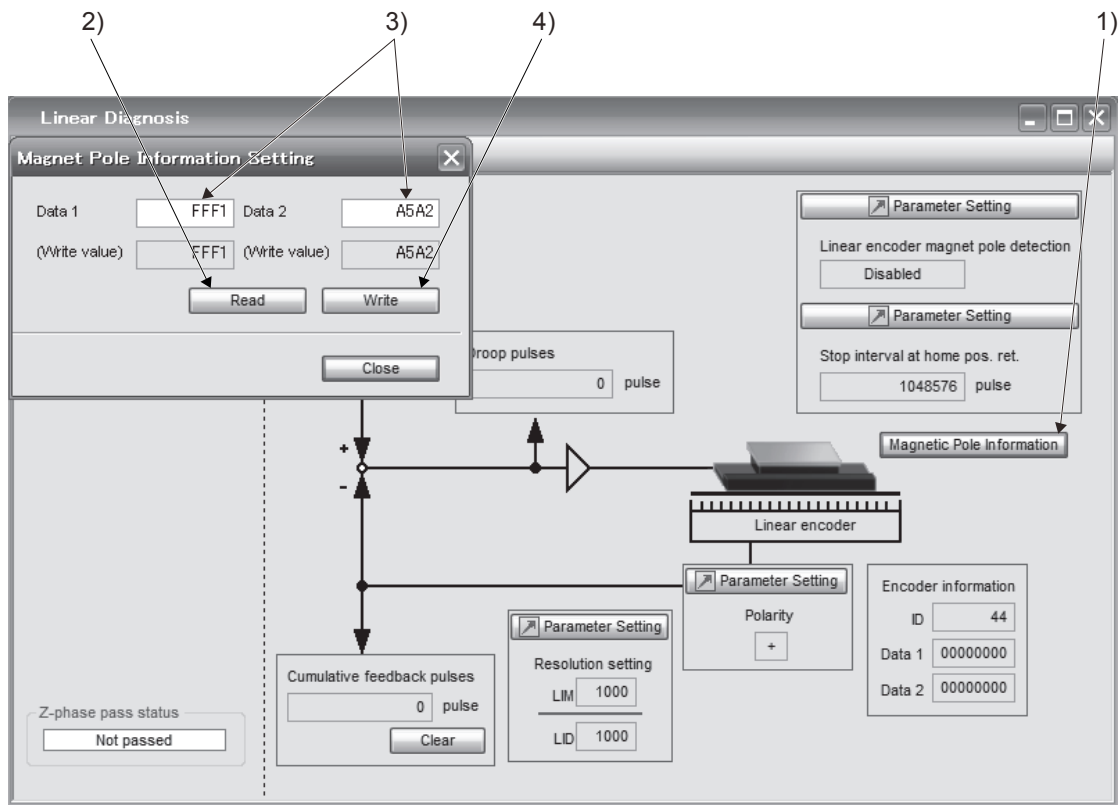 2) 3) 4) 1)
Linear Diagnosis
Magnet Pole Information Setting
Data 1 FFF1 Data 2 A5A2
(Write value) FFF1 (Write value) A5A2
Read Write
Close
Parameter Setting
Linear encoder magnet pole detection
Disabled
Parameter Setting
Stop interval at home pos. ret.
1048576 pulse
Magnetic Pole Information
roop pulses
0 pulse
+
-
Linear encoder
Parameter Setting
Polarity
+
Encoder information
ID 44
Data 1 00000000
Data 2 00000000
Parameter Setting
Resolution setting
LIM 1000
LID 1000
Cumulative feedback pulses
0 pulse
Clear
Z-phase pass status
Not passed